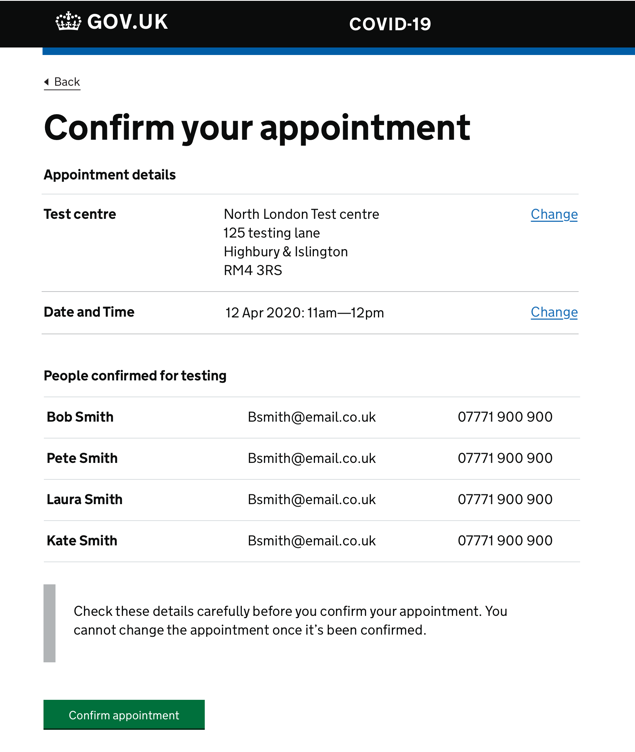 GOV.UK COVID-19
Back
Confirm your appointment
Appointment details
Test centre North London Test centre Change
125 testing lane
Highbury & Islington
RM4 3RS
Date and Time 12 Apr 2020: 11am—12pm Change
People confirmed for testing
Bob Smith Bsmith@email.co.uk 07771 900 900
Pete Smith Bsmith@email.co.uk 07771 900 900
Laura Smith Bsmith@email.co.uk 07771 900 900
Kate Smith Bsmith@email.co.uk 07771 900 900
Check these details carefully before you confirm your appointment. You
cannot change the appointment once it’s been confirmed.
Confirm appointment